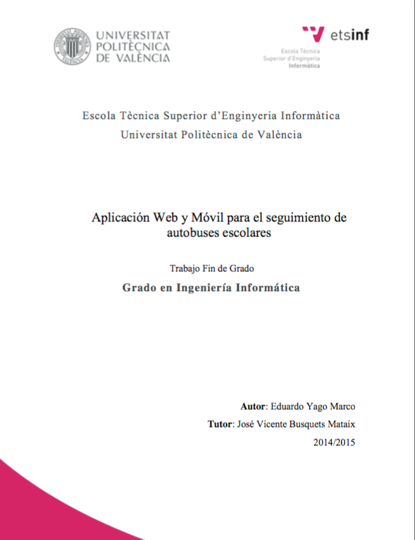 UNIVERSITAT
POLITÈCNICA
DE VALÈNCIA
etsinf
Escola Tècnica
Superior d'Enginyeria
Informàtica
Escola Tècnica Superior d'Enginyeria Informàtica
Universitat Politècnica de València
Aplicación Web y Móvil para el seguimiento de
autobuses escolares
Trabajo Fin de Grado
Grado en Ingeniería Informática
Autor: Eduardo Yago Marco
Tutor: José Vicente Busquets Mataix
2014/2015